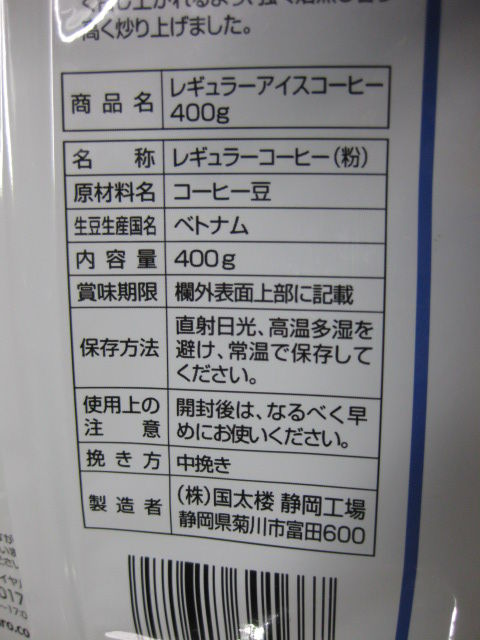 高く炒り上げました。
商品名 レギュラーアイスコーヒー
400g
名称 レギュラーコーヒー(粉)
原材料名 コーヒー豆
生豆生産国名 ベトナム
内容量 400g
賞味期限 欄外表面上部に記載
保存方法 直射日光、高温多湿を
避け、常温で保存して
ください。
使用上の 開封後は、なるべく早
注意 めにお使いください。
挽き方 中挽き
製造者 (株)国太楼 静岡工場
静岡県菊川市富田600